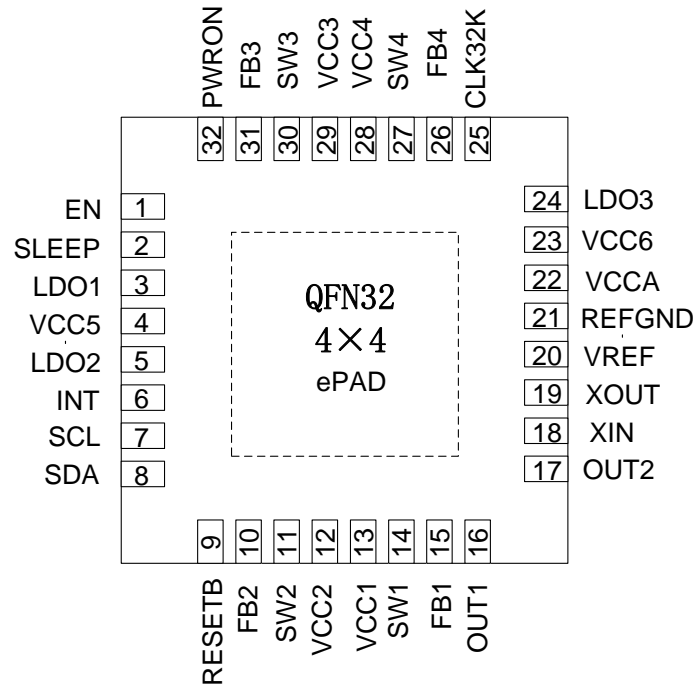 PWRON FB3 SW3 VCC3 VCC4 SW4 FB4 CLK32K
32 31 30 29 28 27 26 25
EN 1
SLEEP 2
LDO1 3
VCC5 4
LDO2 5
INT 6
SCL 7
SDA 8
QFN32
4×4
ePAD
24 LDO3
23 VCC6
22 VCCA
21 REFGND
20 VREF
19 XOUT
18 XIN
17 OUT2
9 10 11 12 13 14 15 16
RESETB FB2 SW2 VCC2 VCC1 SW1 FB1 OUT1